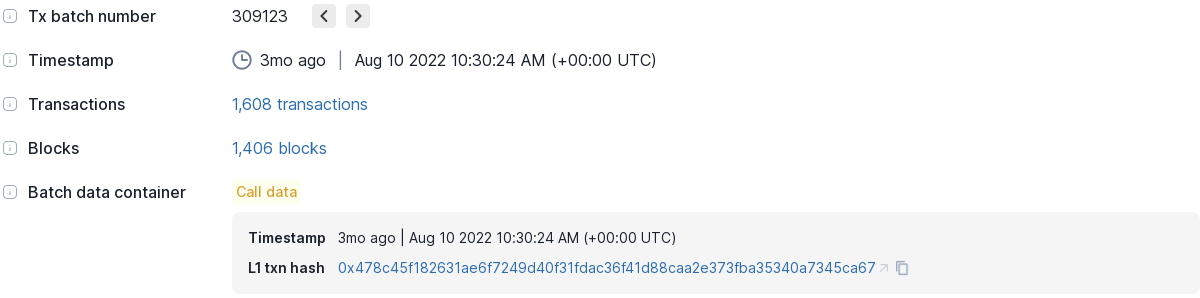 Tx batch number 309123
Timestamp 3mo ago | Aug 10 2022 10:30:24 AM (+00:00 UTC)
Transactions 1,608 transactions
Blocks 1,406 blocks
Batch data container Call data
Timestamp 3mo ago | Aug 10 2022 10:30:24 AM (+00:00 UTC)
L1 txn hash 0x478c45f182631ae6f7249d40f31fdac36f41d88caa2e373fba35340a7345ca67